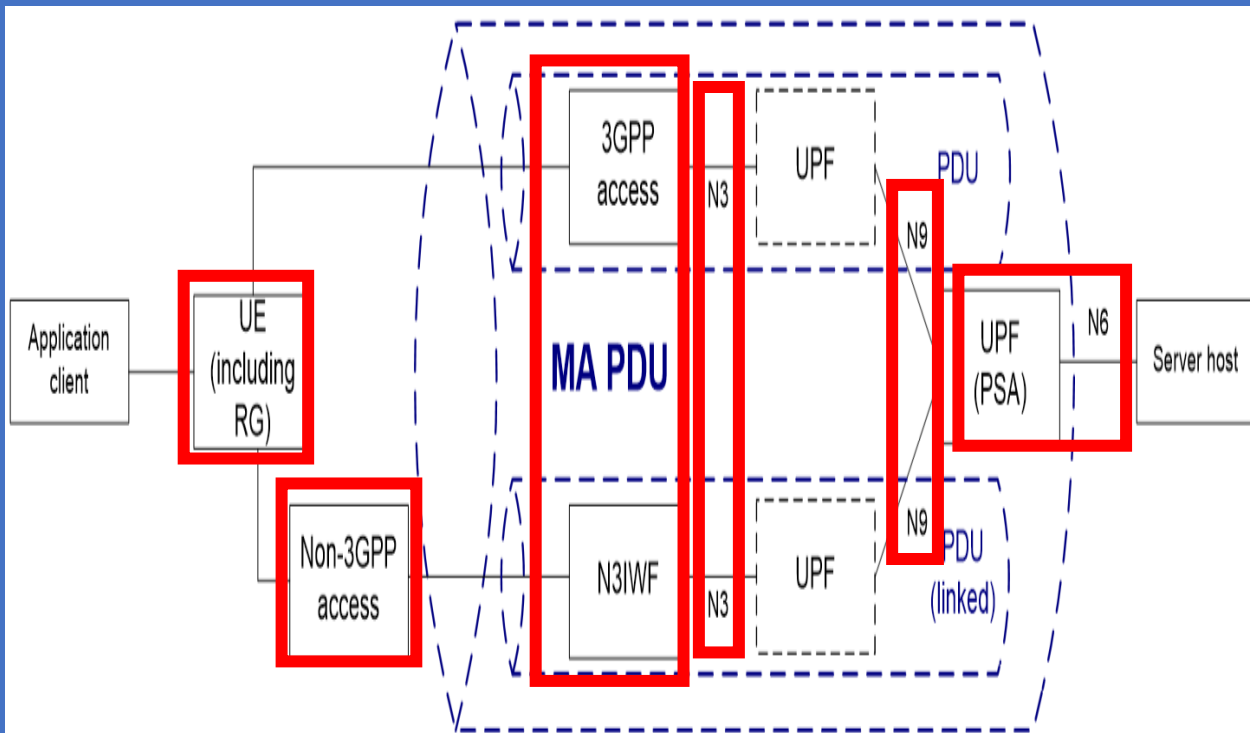 3GPP
access
UPF
PDU
N3
N9
UE
(including
RG)
Application
client
MA PDU
UPF
(PSA)
N6
Server host
Non-3GPP
access
N3IWF
N3
UPF
N9
PDU
(linked)